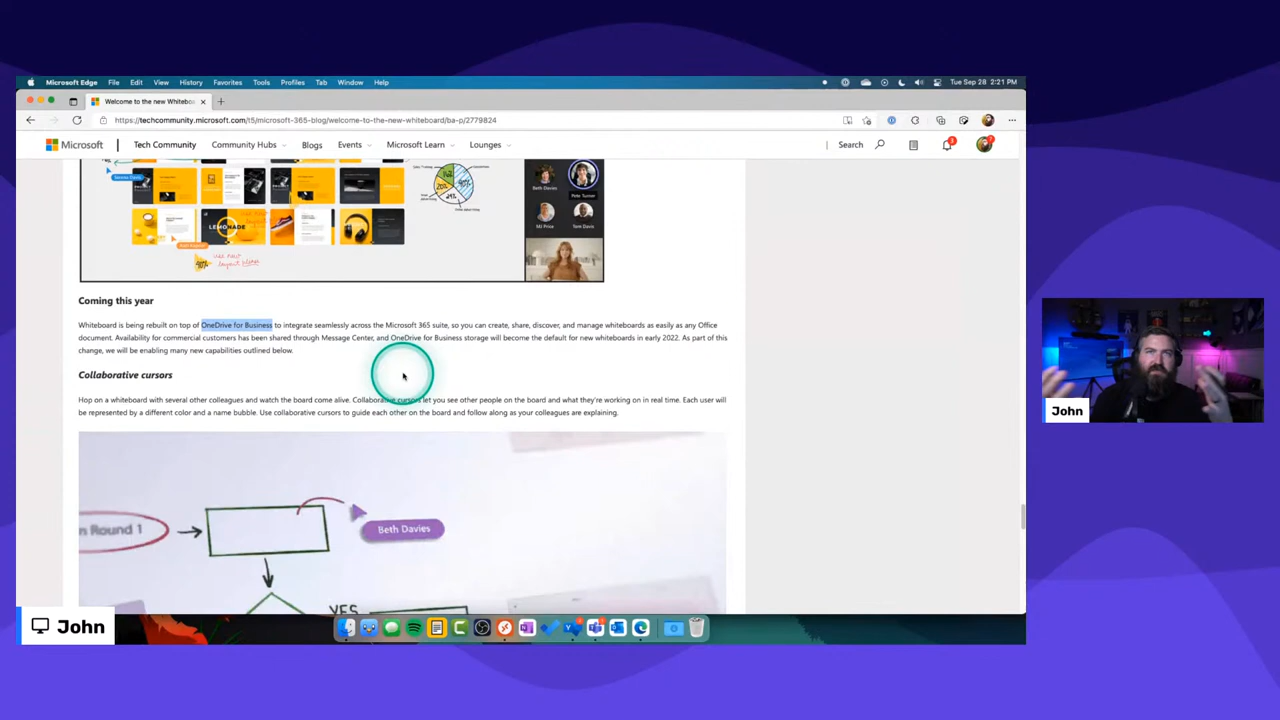 Microsoft Edge File Edit View History Favorites Tools Profiles Tab Window Help Tue Sep 28 2:21 PM
Welcome to the new Whitebo
https://techcommunity.microsoft.com/t5/microsoft-365-blog/welcome-to-the-new-whiteboard/ba-p/2779824
Microsoft Tech Community Community Hubs Blogs Events Microsoft Learn Lounges Search
Beth Davies
MJ Price Tom Davis
LEMONADE
Coming this year
Whiteboard is being rebuilt on top of OneDrive for Business to integrate seamlessly across the Microsoft 365 suite, so you can create, share, discover, and manage whiteboards as easily as any Office
document. Availability for commercial customers has been shared through Message Center, and OneDrive for Business storage will become the default for new whiteboards in early 2022. As part of this
change, we will be enabling many new capabilities outlined below.
Collaborative cursors
Hop on a whiteboard with several other colleagues and watch the board come alive. Collaborative cursors let you see other people on the board and what they're working on in real time. Each user will
be represented by a different color and a name bubble. Use collaborative cursors to guide each other on the board and follow along as your colleagues are explaining.
n Round 1
Beth Davies
YES
John
John